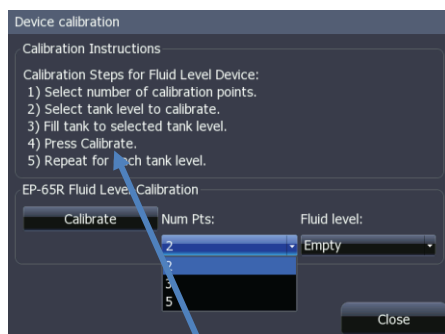 Device calibration
Calibration Instructions
Calibration Steps for Fluid Level Device:
1) Select number of calibration points.
2) Select tank level to calibrate.
3) Fill tank to selected tank level.
4) Press Calibrate.
5) Repeat for each tank level.
EP-65R Fluid Level Calibration
Calibrate Num Pts: Fluid level:
2 Empty
2
3
5
Close